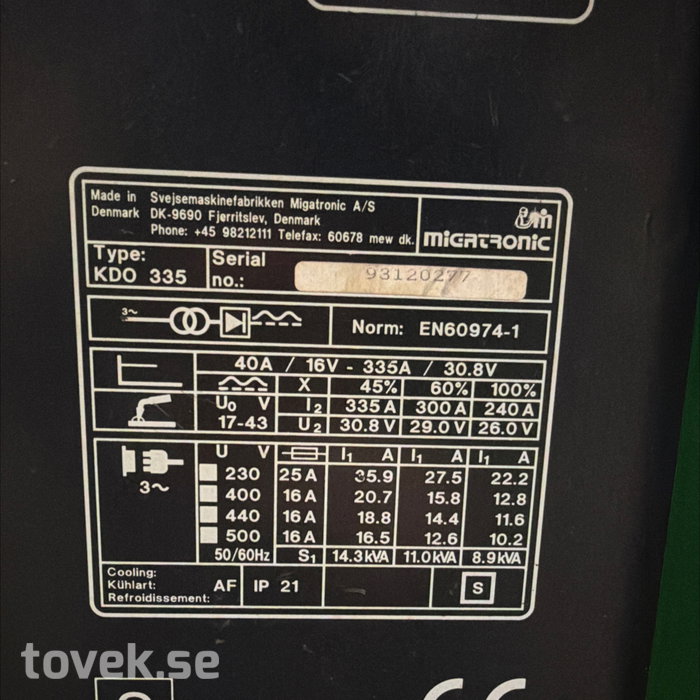 Made in Svejsemaskinefabrikken Migatronic A/S
Denmark DK-9690 Fjerritslev, Denmark
Phone: +45 98212111 Telefax: 60678 mew dk.
MIGATRONIC
Type: Serial
KDO 335 no.: 93120277
3~ Norm: EN60974-1
40A / 16V - 335A / 30.8V
X 45% 60% 100%
U₀ V I₂ 335 A 300 A 240 A
17-43 U₂ 30.8 V 29.0 V 26.0 V
U V I₁ A I₁ A I₁ A
230 25 A 35.9 27.5 22.2
3~ 400 16 A 20.7 15.8 12.8
440 16 A 18.8 14.4 11.6
500 16 A 16.5 12.6 10.2
50/60Hz S₁ 14.3kVA 11.0kVA 8.9kVA
Cooling:
Kühlart: AF IP 21 S
Refroidissement:
tovek.se
CE